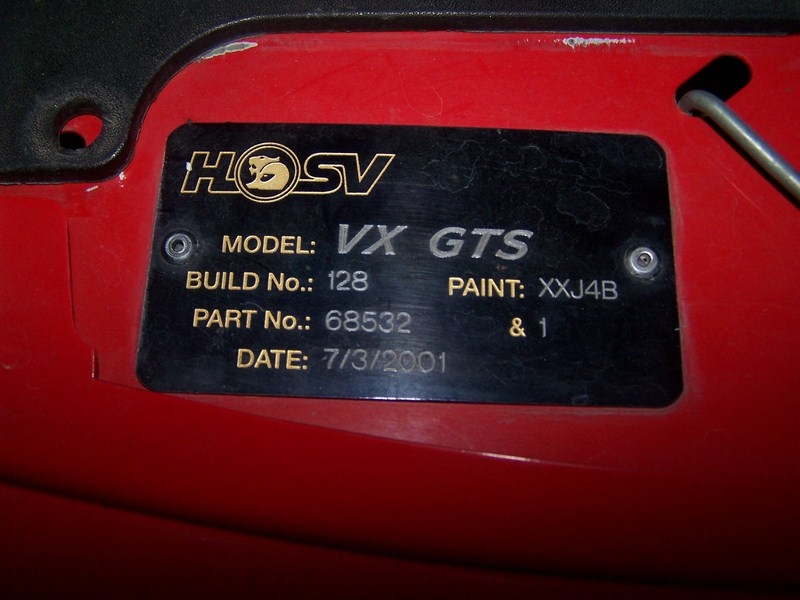 HSV
MODEL: VX GTS
BUILD No.: 128 PAINT: XXJ4B
PART No.: 68532 & 1
DATE: 7/3/2001